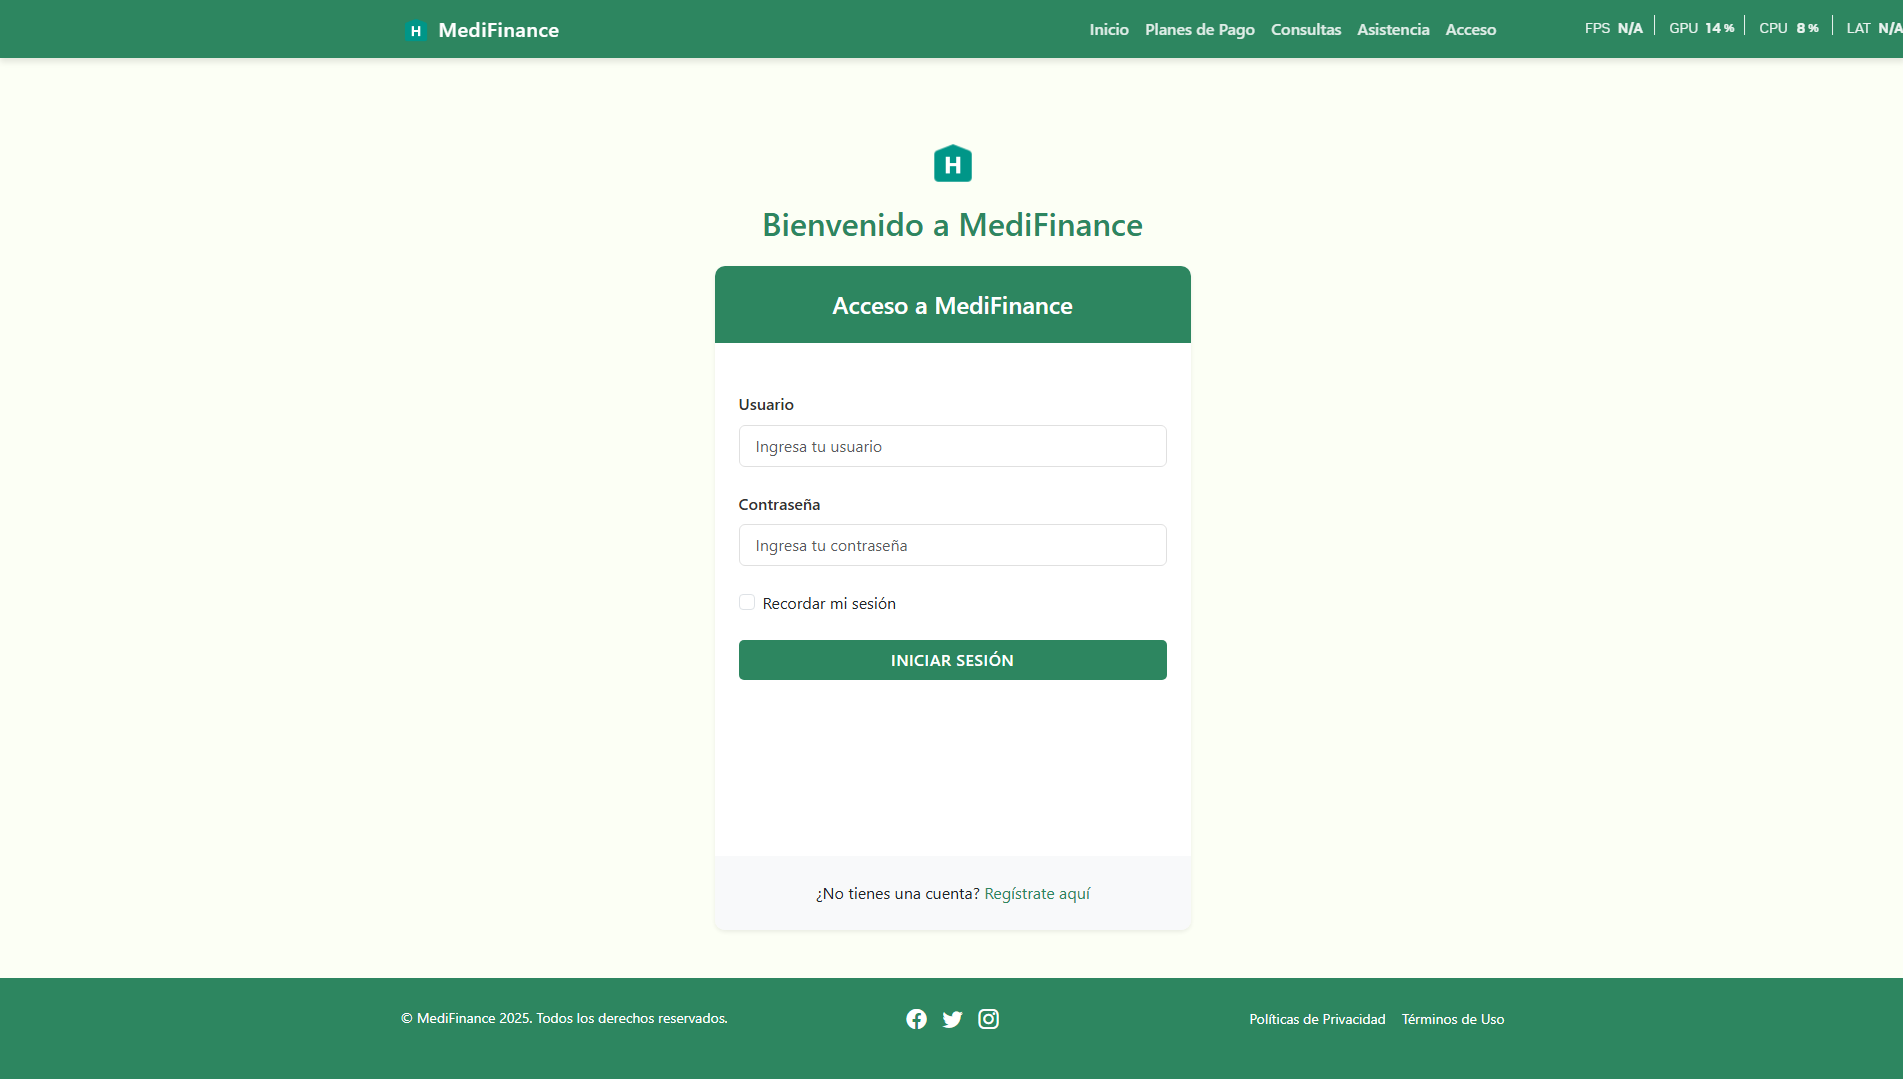 H MediFinance Inicio Planes de Pago Consultas Asistencia Acceso FPS N/A GPU 14% CPU 8% LAT N/A
H
Bienvenido a MediFinance
Acceso a MediFinance
Usuario
Ingresa tu usuario
Contraseña
Ingresa tu contraseña
Recordar mi sesión
INICIAR SESIÓN
¿No tienes una cuenta? Regístrate aquí
© MediFinance 2025. Todos los derechos reservados. Políticas de Privacidad Términos de Uso